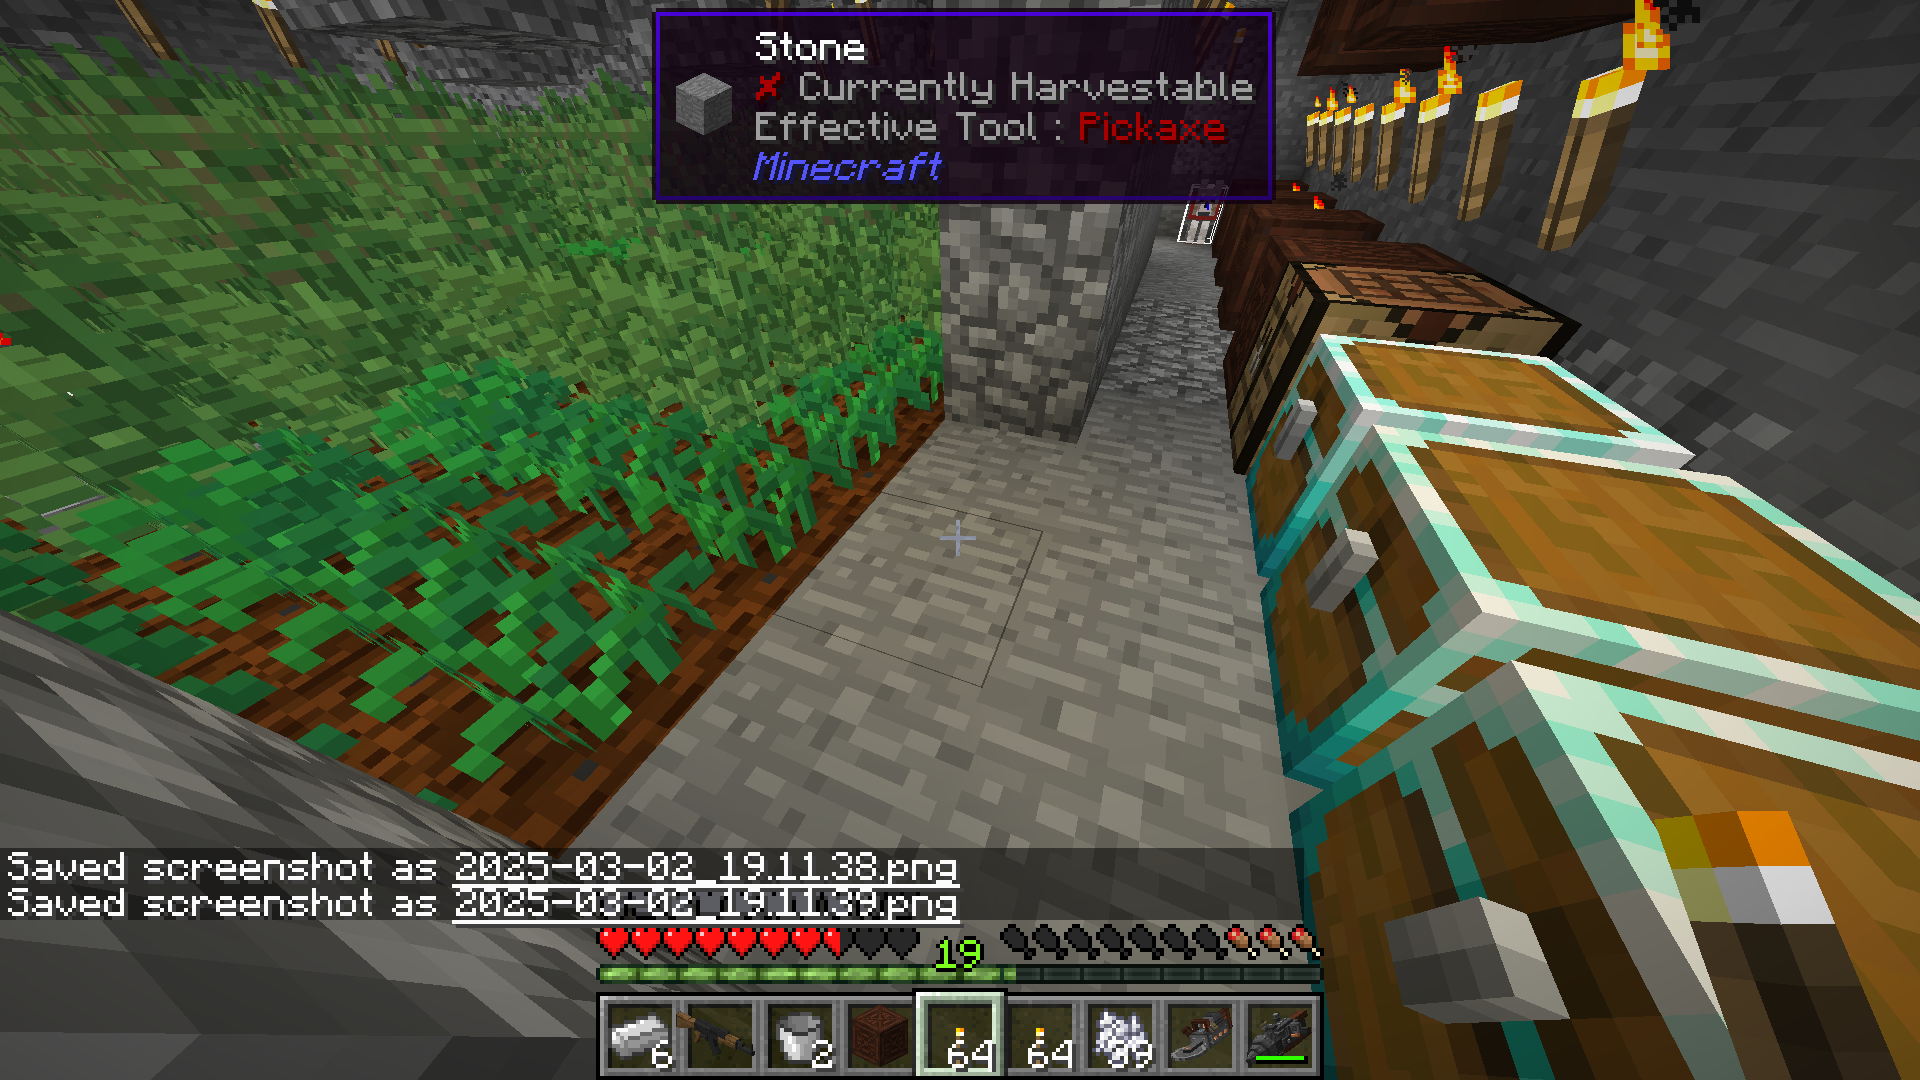 Stone
✘ Currently Harvestable
Effective Tool : Pickaxe
Minecraft
Saved screenshot as 2025-03-02_19.11.38.png
Saved screenshot as 2025-03-02_19.11.39.png
19
6
2
64
64